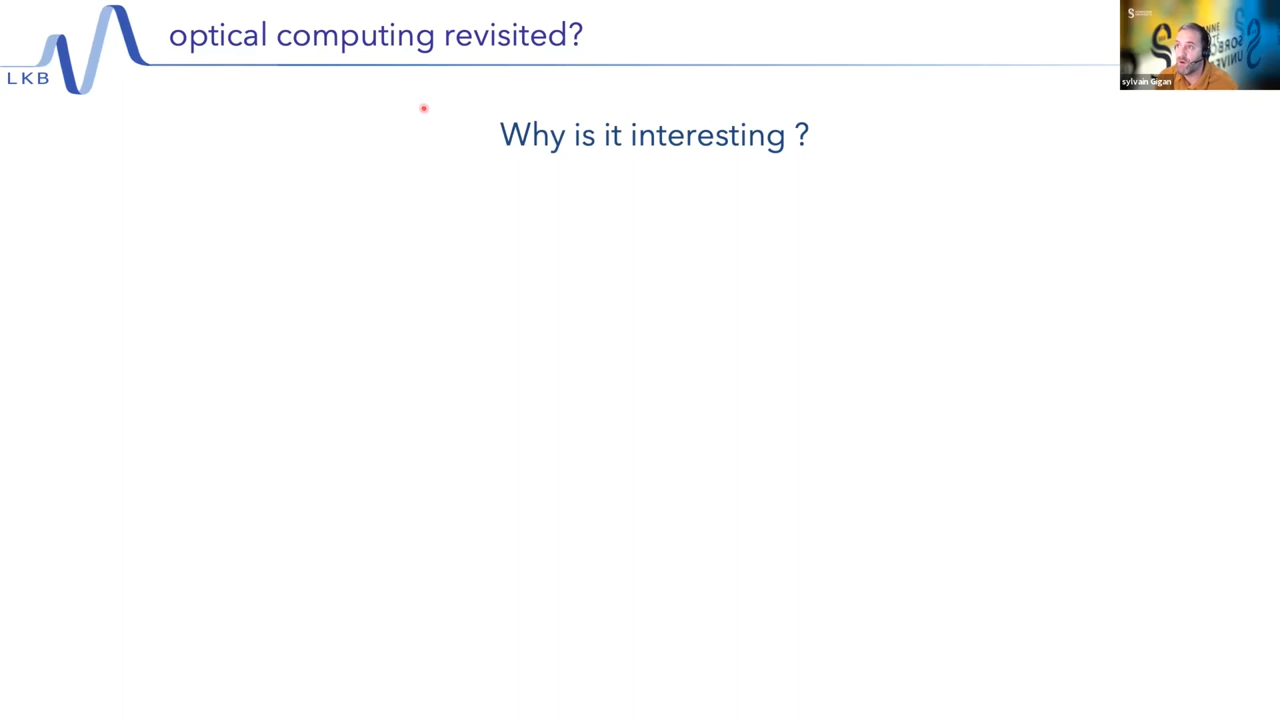 optical computing revisited?
LKB
Why is it interesting ?
sylvain Gigan